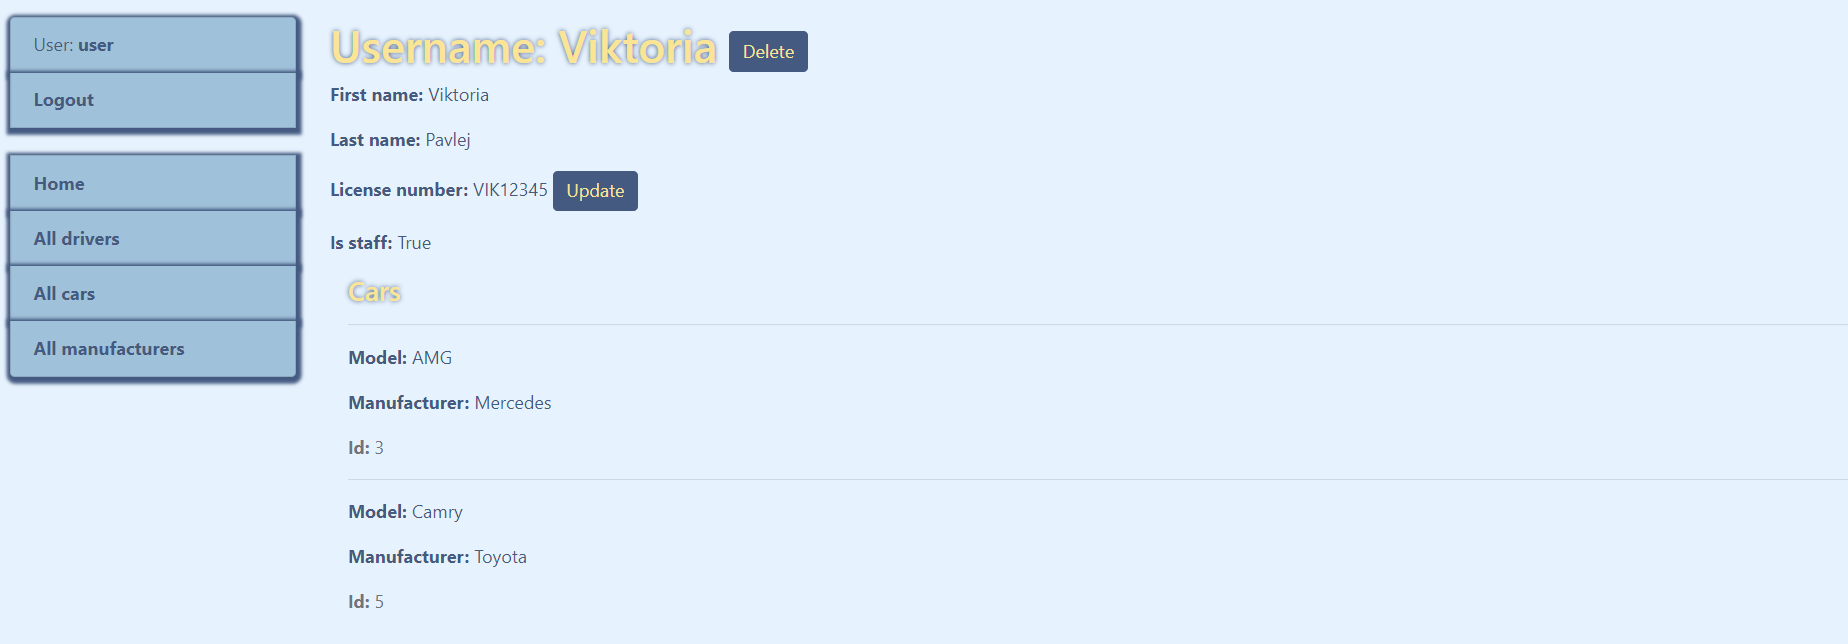 User: user
Logout
Home
All drivers
All cars
All manufacturers
Username: Viktoria Delete
First name: Viktoria
Last name: Pavlej
License number: VIK12345 Update
Is staff: True
Cars
Model: AMG
Manufacturer: Mercedes
Id: 3
Model: Camry
Manufacturer: Toyota
Id: 5